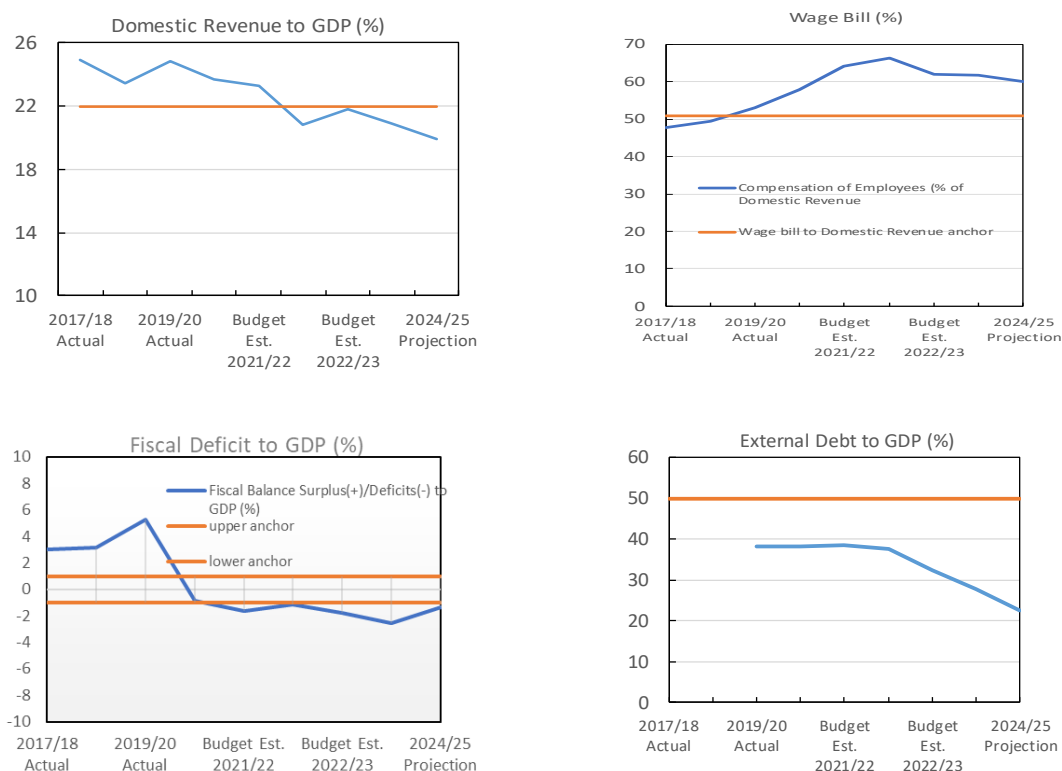 Domestic Revenue to GDP (%)
26
22
18
14
10
2017/18
Actual
2019/20
Actual
Budget
Est.
2021/22
Budget
Est.
2022/23
2024/25
Projection
Wage Bill (%)
70
60
50
40
30
20
10
0
Compensation of Employees (% of
Domestic Revenue
Wage bill to Domestic Revenue anchor
2017/18
Actual
2019/20
Actual
Budget
Est.
2021/22
Budget
Est.
2022/23
2024/25
Projection
Fiscal Deficit to GDP (%)
10
8
6
4
2
0
-2
-4
-6
-8
-10
Fiscal Balance Surplus(+)/Deficits(-) to
GDP (%)
upper anchor
lower anchor
2017/18
Actual
2019/20
Actual
Budget Est.
2021/22
Budget Est.
2022/23
2024/25
Projection
External Debt to GDP (%)
60
50
40
30
20
10
0
2017/18
Actual
2019/20
Actual
Budget
Est.
2021/22
Budget
Est.
2022/23
2024/25
Projection